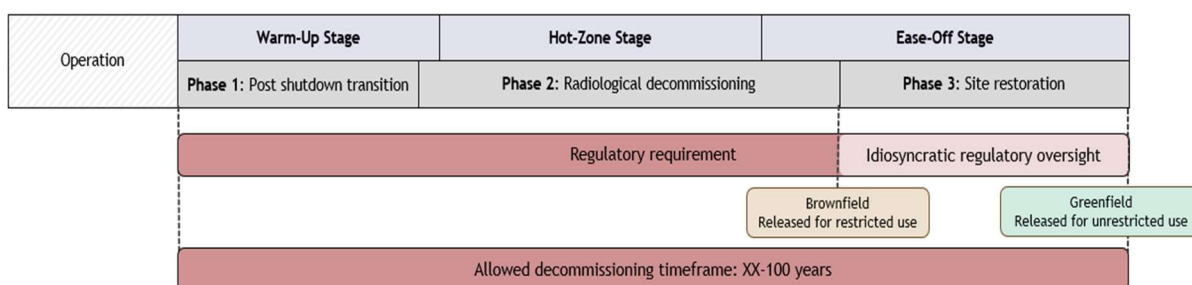 Operation
Warm-Up Stage
Hot-Zone Stage
Ease-Off Stage
Phase 1: Post shutdown transition
Phase 2: Radiological decommissioning
Phase 3: Site restoration
Regulatory requirement
Idiosyncratic regulatory oversight
Brownfield
Released for restricted use
Greenfield
Released for unrestricted use
Allowed decommissioning timeframe: XX-100 years